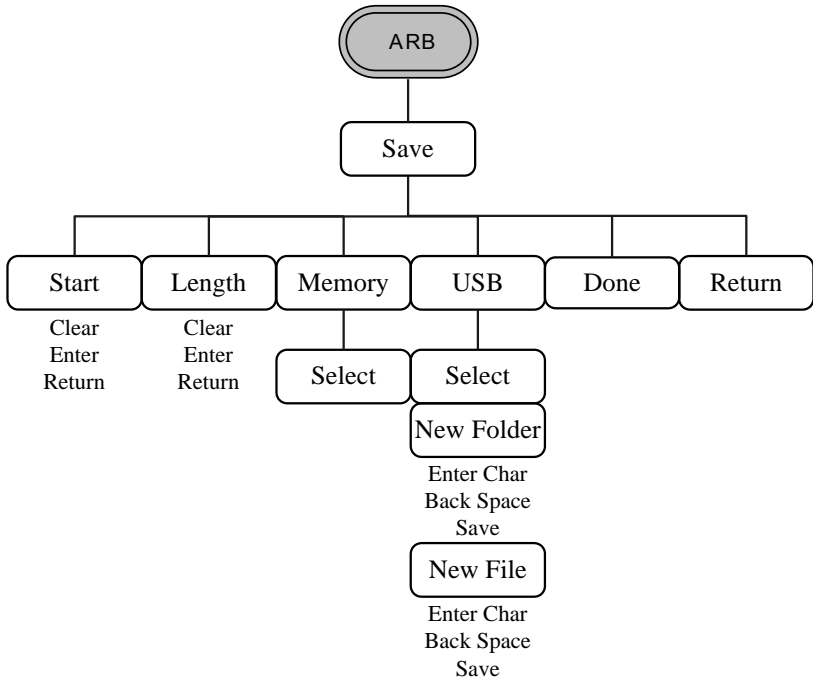 ARB
Save
Start
Length
Memory
USB
Done
Return
Clear
Enter
Return
Clear
Enter
Return
Select
Select
New Folder
Enter Char
Back Space
Save
New File
Enter Char
Back Space
Save